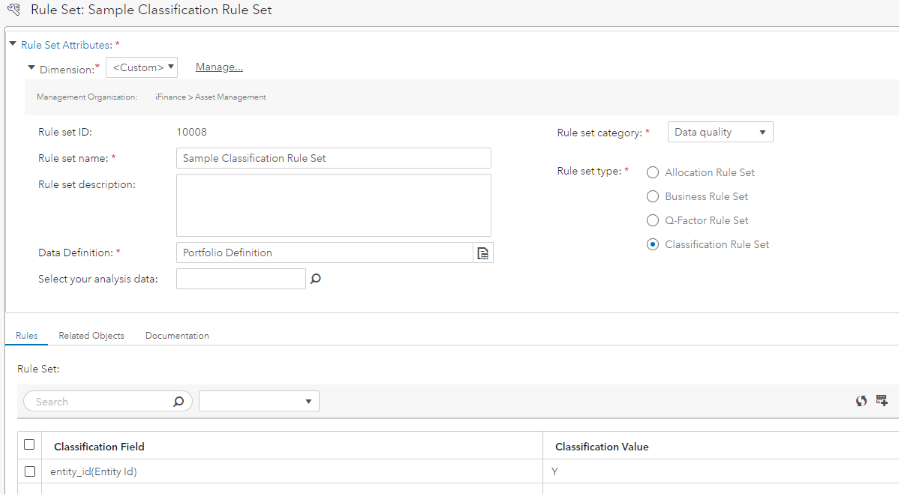 Rule Set: Sample Classification Rule Set
Rule Set Attributes: *
Dimension:* <Custom> Manage...
Management Organization: iFinance > Asset Management
Rule set ID: 10008 Rule set category: * Data quality
Rule set name: * Sample Classification Rule Set
Rule set description: Rule set type: * Allocation Rule Set
Business Rule Set
Q-Factor Rule Set
Classification Rule Set
Data Definition: * Portfolio Definition
Select your analysis data:
Rules Related Objects Documentation
Rule Set:
Search
Classification Field Classification Value
entity_id(Entity Id) Y